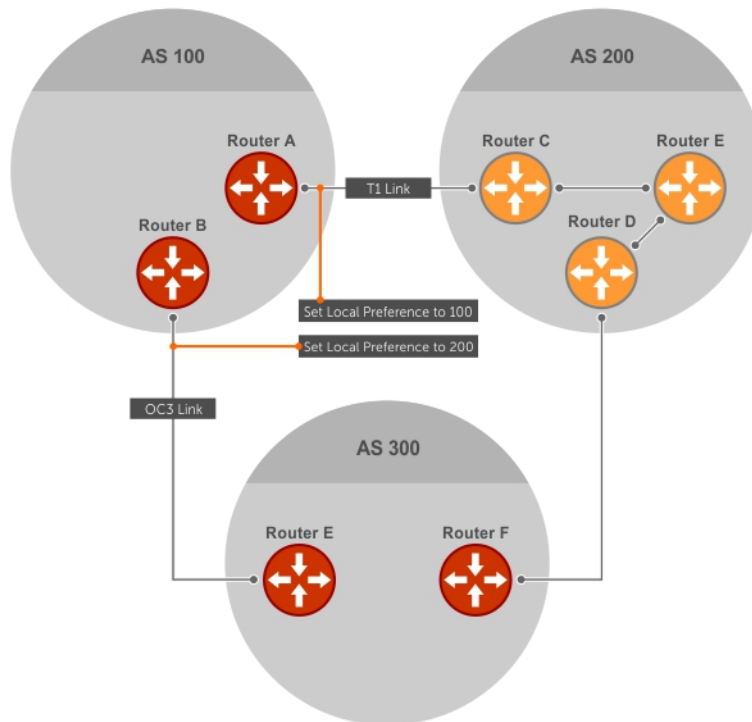 AS 100
AS 200
Router A
Router C
Router E
T1 Link
Router B
Router D
Set Local Preference to 100
Set Local Preference to 200
OC3 Link
AS 300
Router E
Router F